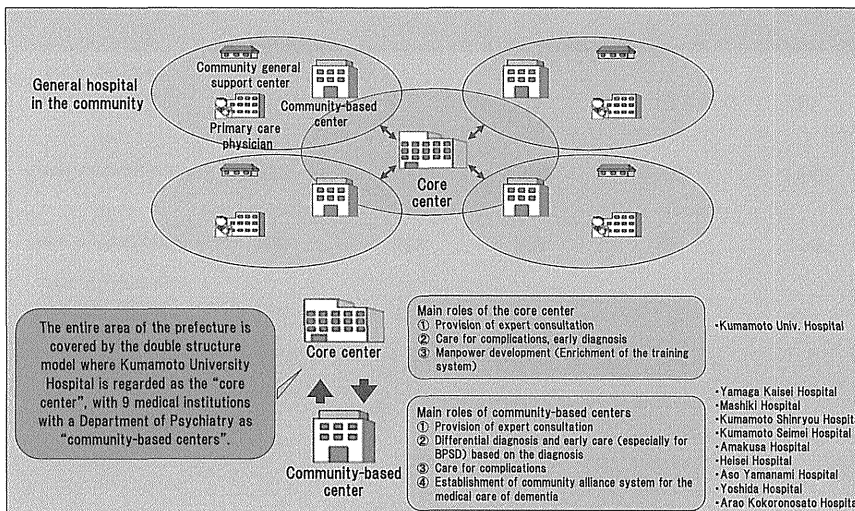 General hospital
in the community
Community general
support center
Community-based
center
Primary care
physician
Core
center
The entire area of the prefecture is
covered by the double structure
model where Kumamoto University
Hospital is regarded as the “core
center”, with 9 medical institutions
with a Department of Psychiatry as
“community-based centers”.
Core center
Community-based
center
Main roles of the core center
① Provision of expert consultation
② Care for complications, early diagnosis
③ Manpower development (Enrichment of the training
system)
・Kumamoto Univ. Hospital
Main roles of community-based centers
① Provision of expert consultation
② Differential diagnosis and early care (especially for
BPSD) based on the diagnosis
③ Care for complications
④ Establishment of community alliance system for the
medical care of dementia
・Yamaga Kaisei Hospital
・Mashiki Hospital
・Kumamoto Shinryou Hospit
・Kumamoto Seimei Hospital
・Amakusa Hospital
・Heisei Hospital
・Aso Yamanami Hospital
・Yoshida Hospital
・Arao Kokoronosato Hospita